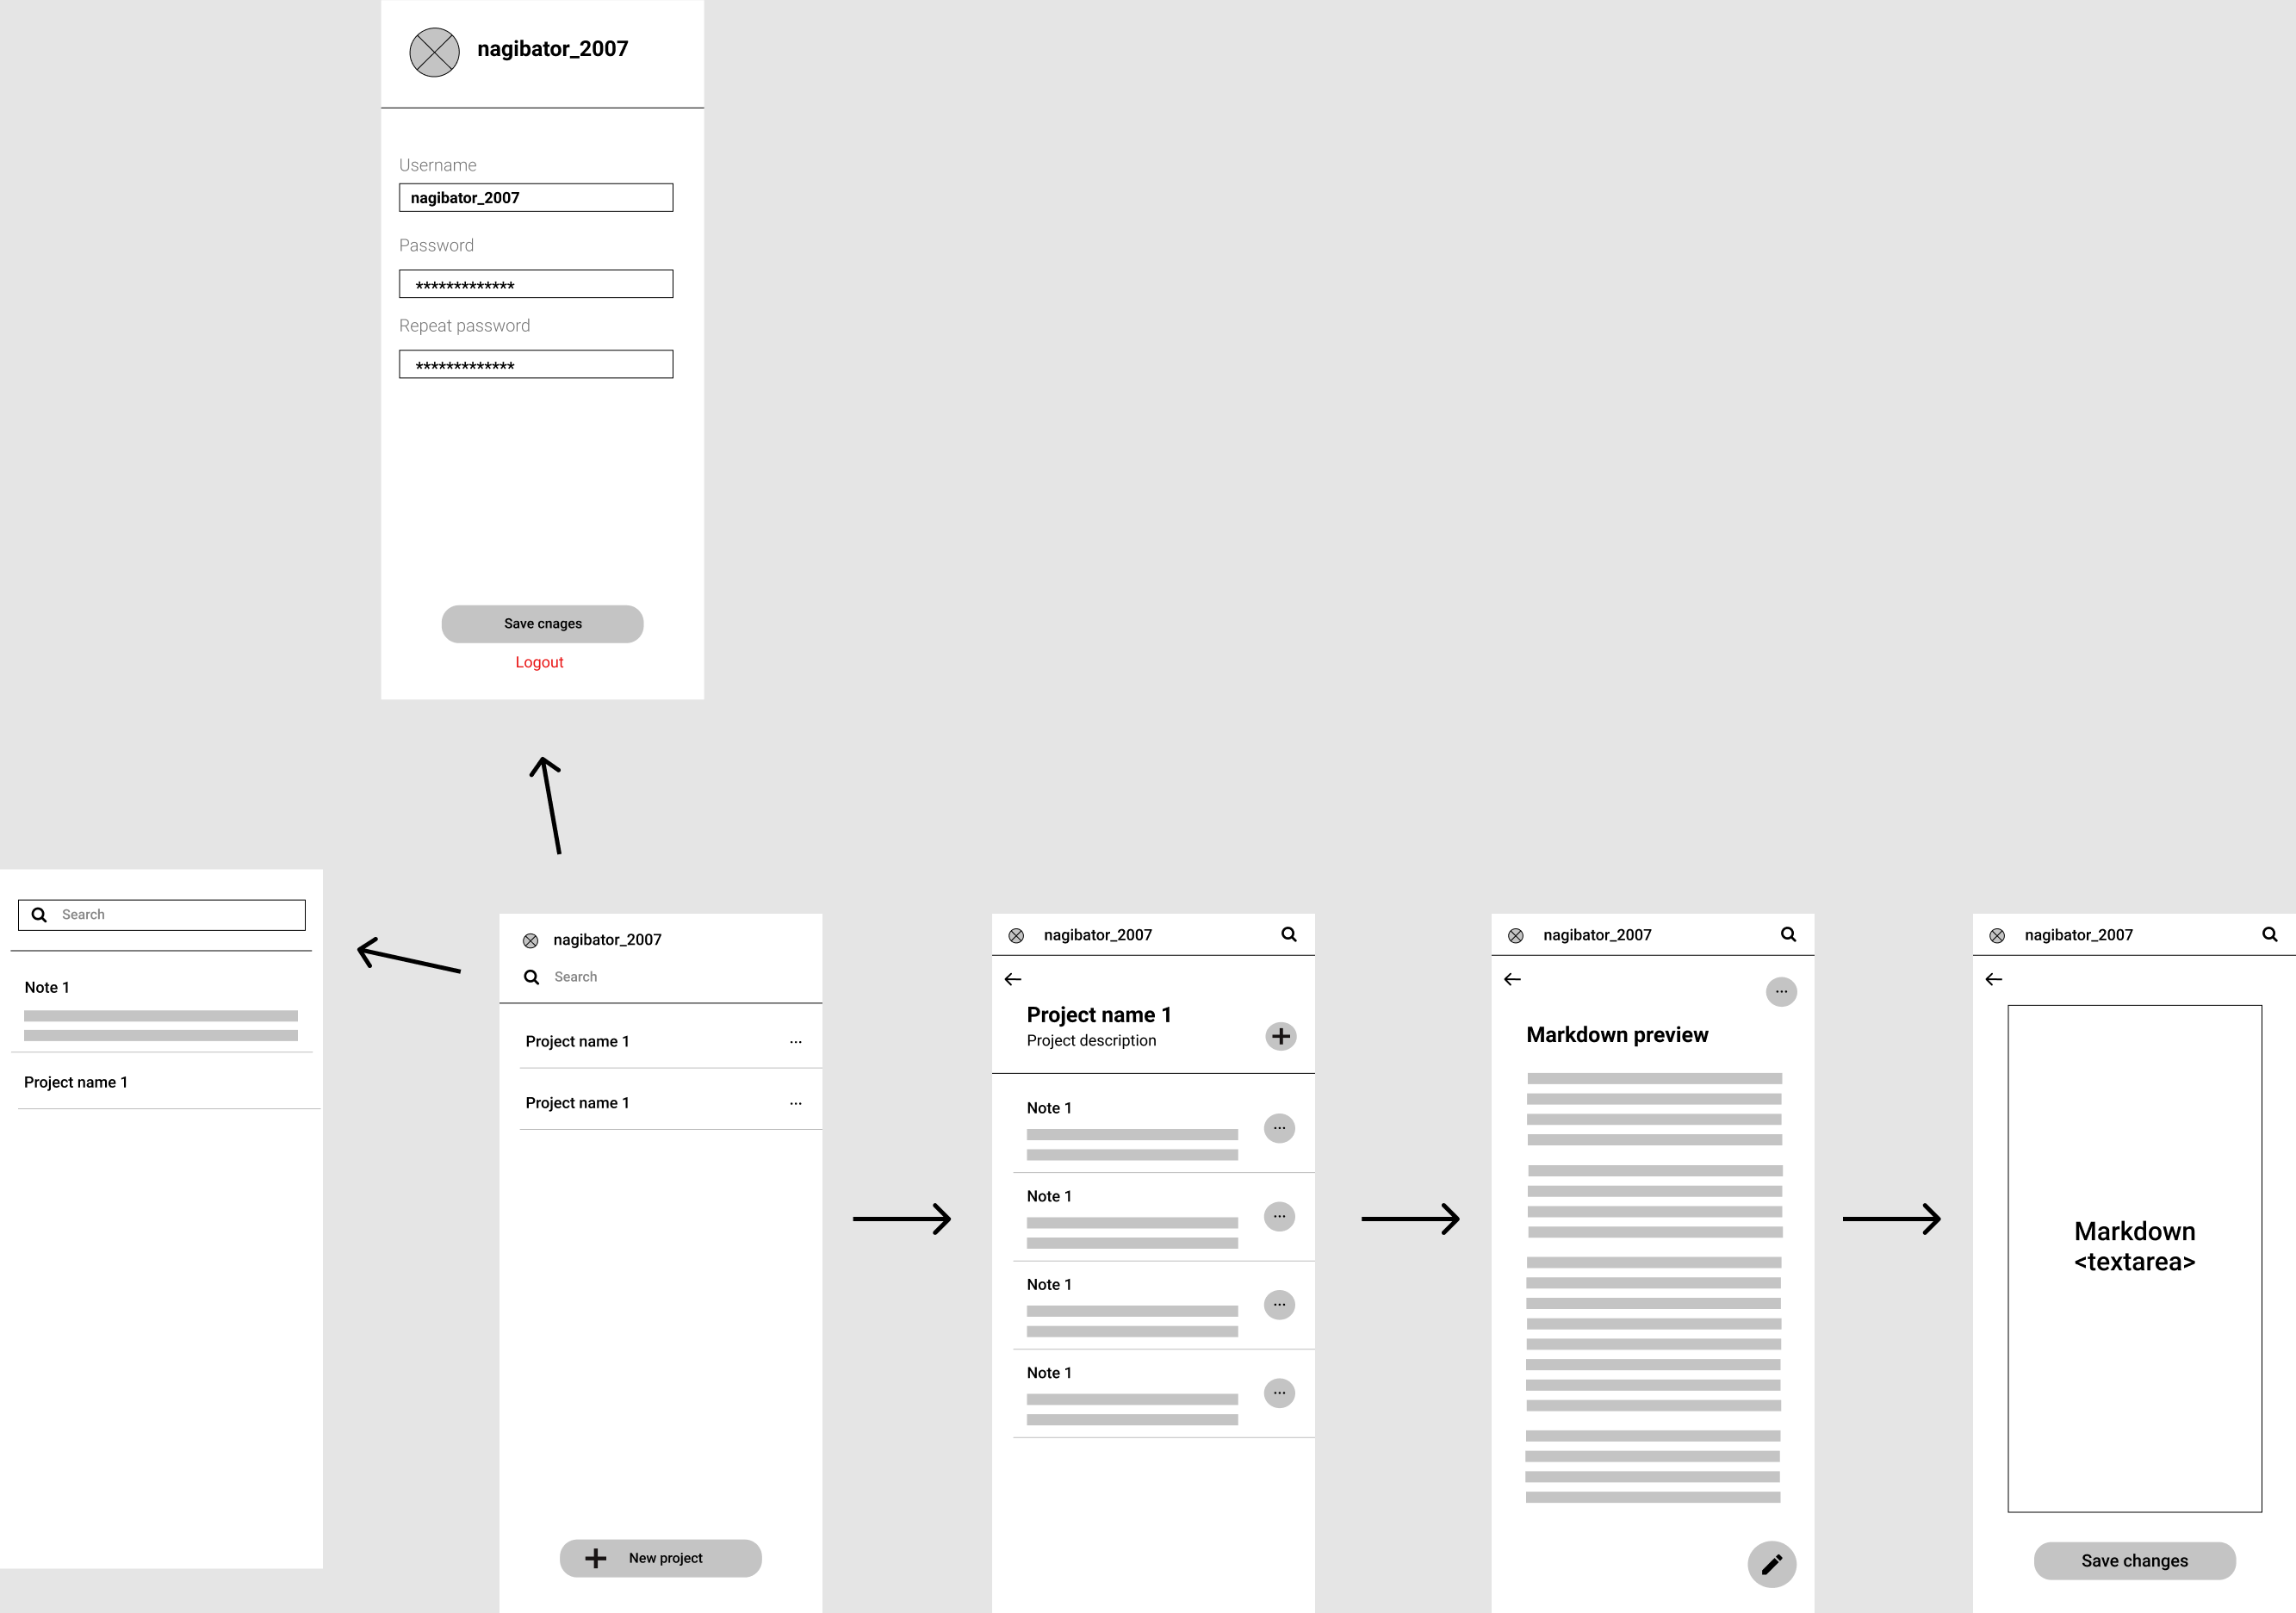 nagibator_2007
Username
nagibator_2007
Password
*************
Repeat password
*************
Save cnages
Logout
Search
Note 1
Project name 1
nagibator_2007
Search
Project name 1
...
Project name 1
...
New project
nagibator_2007
Project name 1
Project description
Note 1
...
Note 1
...
Note 1
...
Note 1
...
nagibator_2007
...
Markdown preview
nagibator_2007
Markdown
<textarea>
Save changes